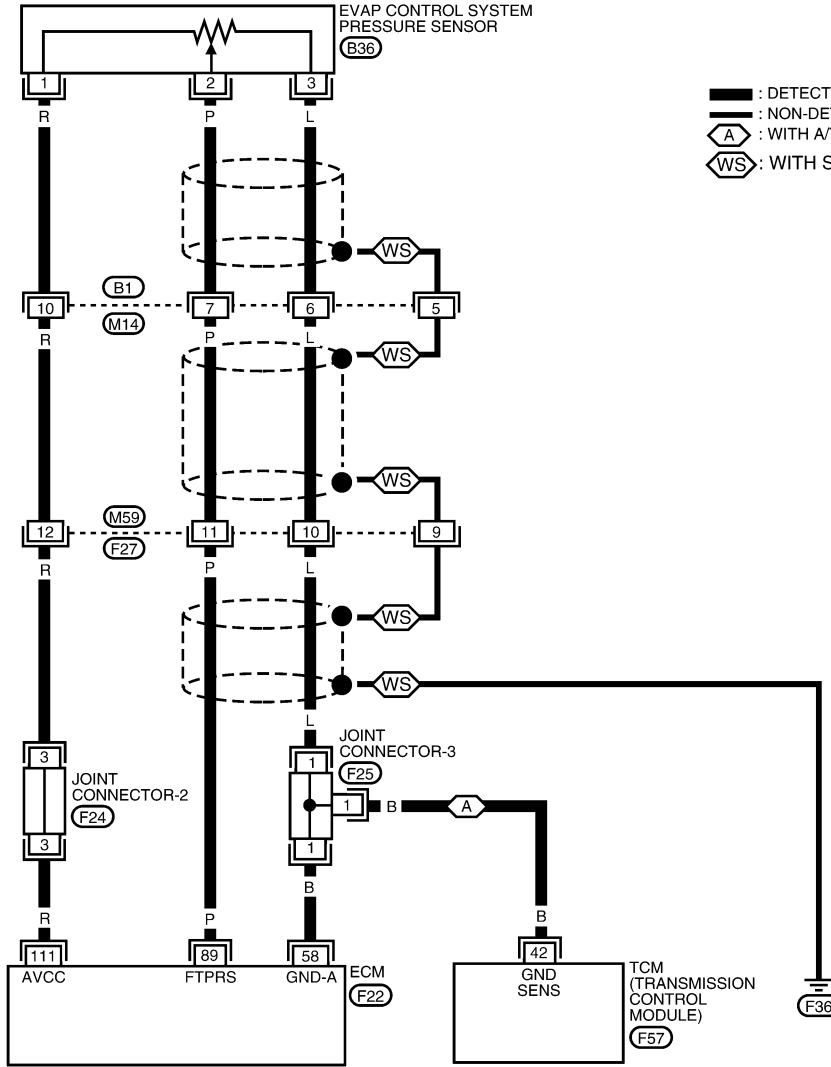 EVAP CONTROL SYSTEM
PRESSURE SENSOR
B36
1 2 3
R P L
: DETECT
: NON-DE
A : WITH A/
WS : WITH S
WS
B1
10 7 6 5
M14
R P L
WS
WS
M59
12 11 10 9
F27
R P L
WS
WS
L
JOINT
CONNECTOR-3
F25
3
1
JOINT
CONNECTOR-2
F24
1 B A
3
1
B
R P B
111 89 58 42
AVCC FTPRS GND-A
ECM
F22
GND
SENS
TCM
(TRANSMISSION
CONTROL
MODULE)
F57
F36